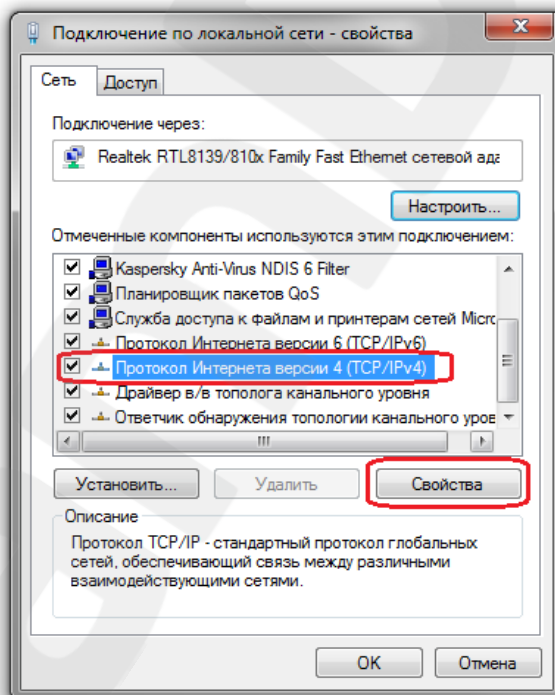 Подключение по локальной сети - свойства
Сеть
Доступ
Подключение через:
Realtek RTL8139/810x Family Fast Ethernet сетевой ада
Настроить...
Отмеченные компоненты используются этим подключением:
Kaspersky Anti-Virus NDIS 6 Filter
Планировщик пакетов QoS
Служба доступа к файлам и принтерам сетей Micro
Протокол Интернета версии 6 (TCP/IPv6)
Протокол Интернета версии 4 (TCP/IPv4)
Драйвер в/в тополога канального уровня
Ответчик обнаружения топологии канального уров
Установить...
Удалить
Свойства
Описание
Протокол TCP/IP - стандартный протокол глобальных
сетей, обеспечивающий связь между различными
взаимодействующими сетями.
OK
Отмена